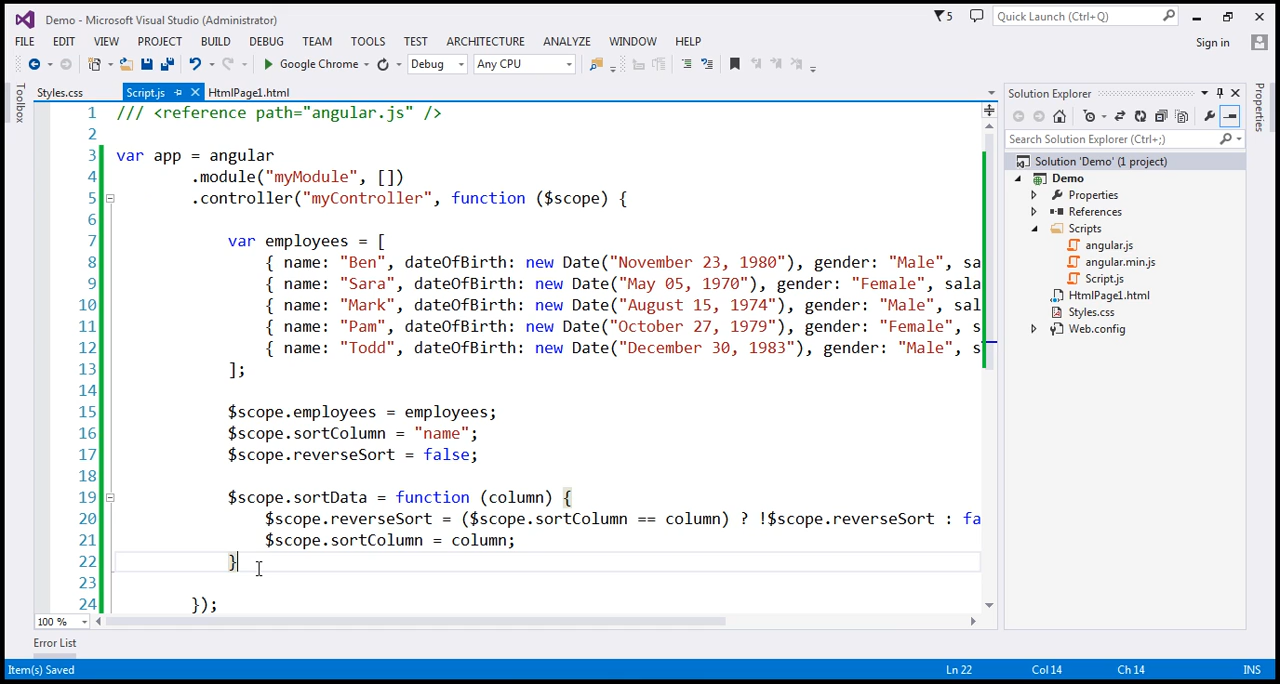 Demo - Microsoft Visual Studio (Administrator)
5
Quick Launch (Ctrl+Q)
FILE EDIT VIEW PROJECT BUILD DEBUG TEAM TOOLS TEST ARCHITECTURE ANALYZE WINDOW HELP
Sign in
Google Chrome Debug Any CPU
Toolbox
Styles.css Script.js HtmlPage1.html
1 /// <reference path="angular.js" />
2
3 var app = angular
4 .module("myModule", [])
5 .controller("myController", function ($scope) {
6
7 var employees = [
8 { name: "Ben", dateOfBirth: new Date("November 23, 1980"), gender: "Male", sa
9 { name: "Sara", dateOfBirth: new Date("May 05, 1970"), gender: "Female", sala
10 { name: "Mark", dateOfBirth: new Date("August 15, 1974"), gender: "Male", sal
11 { name: "Pam", dateOfBirth: new Date("October 27, 1979"), gender: "Female", s
12 { name: "Todd", dateOfBirth: new Date("December 30, 1983"), gender: "Male", s
13 ];
14
15 $scope.employees = employees;
16 $scope.sortColumn = "name";
17 $scope.reverseSort = false;
18
19 $scope.sortData = function (column) {
20 $scope.reverseSort = ($scope.sortColumn == column) ? !$scope.reverseSort : fa
21 $scope.sortColumn = column;
22 }
23
24 });
100 %
Error List
Solution Explorer
Search Solution Explorer (Ctrl+;)
Solution 'Demo' (1 project)
Demo
Properties
References
Scripts
angular.js
angular.min.js
Script.js
HtmlPage1.html
Styles.css
Web.config
Properties
Item(s) Saved Ln 22 Col 14 Ch 14 INS